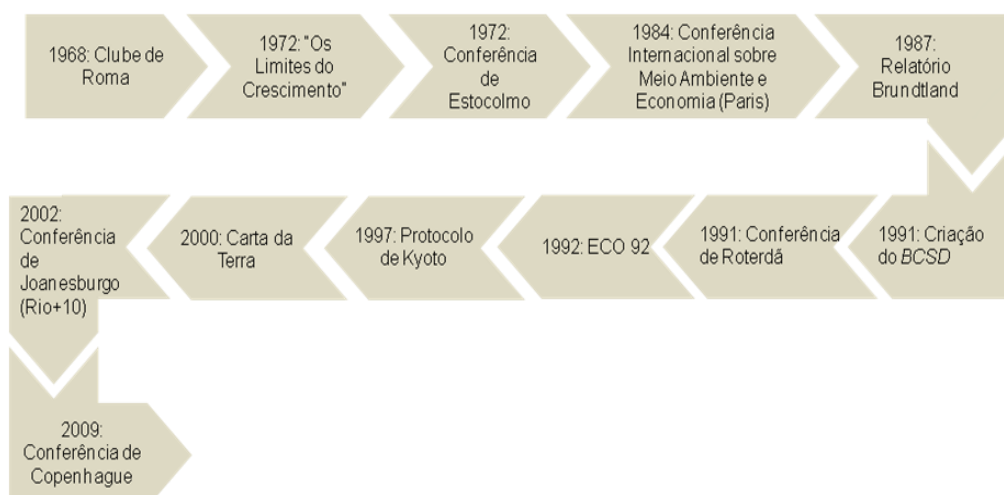 1968: Clube de
Roma
1972: "Os
Limites do
Crescimento"
1972:
Conferência
de
Estocolmo
1984: Conferência
Internacional sobre
Meio Ambiente e
Economia (Paris)
1987:
Relatório
Brundtland
1991: Criação
do BCSD
1991: Conferência
de Roterdã
1992: ECO 92
1997: Protocolo
de Kyoto
2000: Carta da
Terra
2002:
Conferência
de
Joanesburgo
(Rio+10)
2009:
Conferência de
Copenhague